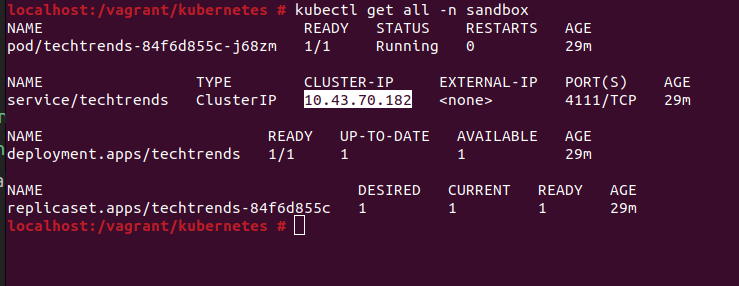 localhost:/vagrant/kubernetes # kubectl get all -n sandbox
NAME READY STATUS RESTARTS AGE
pod/techtrends-84f6d855c-j68zm 1/1 Running 0 29m
NAME TYPE CLUSTER-IP EXTERNAL-IP PORT(S) AGE
service/techtrends ClusterIP 10.43.70.182 <none> 4111/TCP 29m
NAME READY UP-TO-DATE AVAILABLE AGE
deployment.apps/techtrends 1/1 1 1 29m
NAME DESIRED CURRENT READY AGE
replicaset.apps/techtrends-84f6d855c 1 1 1 29m
localhost:/vagrant/kubernetes #